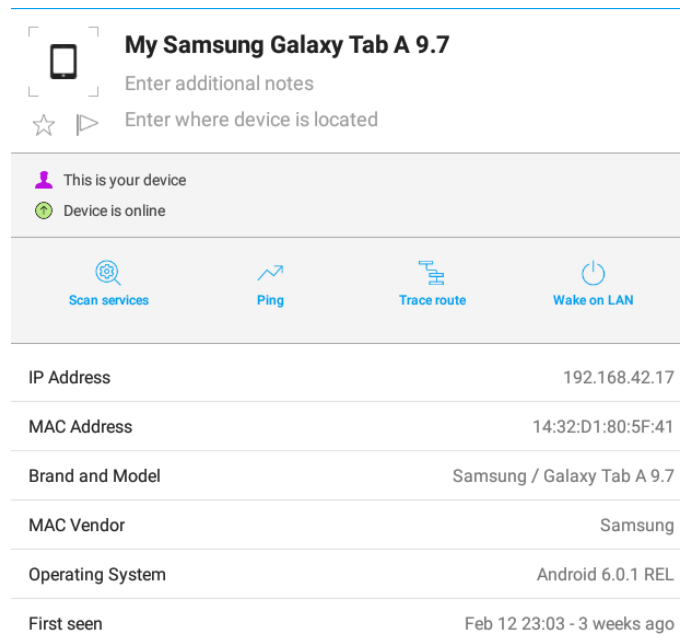 My Samsung Galaxy Tab A 9.7
Enter additional notes
Enter where device is located
This is your device
Device is online
Scan services Ping Trace route Wake on LAN
IP Address 192.168.42.17
MAC Address 14:32:D1:80:5F:41
Brand and Model Samsung / Galaxy Tab A 9.7
MAC Vendor Samsung
Operating System Android 6.0.1 REL
First seen Feb 12 23:03 - 3 weeks ago